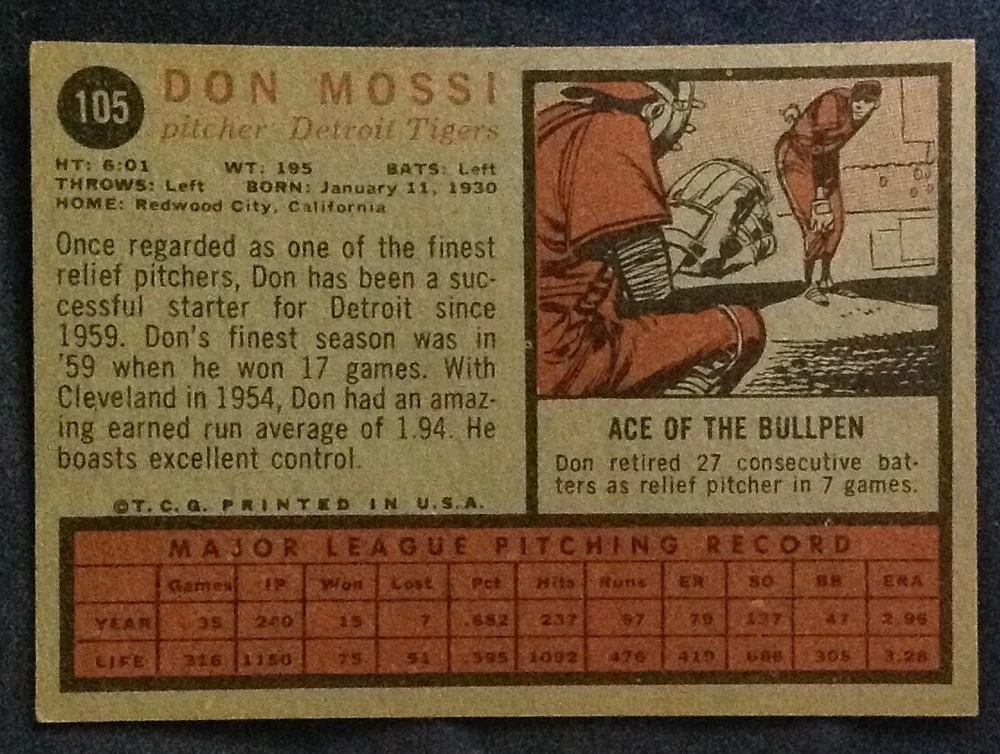 105
DON MOSSI
pitcher Detroit Tigers
HT: 6:01 WT: 195 BATS: Left
THROWS: Left BORN: January 11, 1930
HOME: Redwood City, California
Once regarded as one of the finest
relief pitchers, Don has been a suc-
cessful starter for Detroit since
1959. Don's finest season was in
'59 when he won 17 games. With
Cleveland in 1954, Don had an amaz-
ing earned run average of 1.94. He
boasts excellent control.
©T.C.G. PRINTED IN U.S.A.
ACE OF THE BULLPEN
Don retired 27 consecutive bat-
ters as relief pitcher in 7 games.
MAJOR LEAGUE PITCHING RECORD
Games IP Won Lost Pct Hits Runs ER SO BB ERA
YEAR 35 240 15 7 .682 237 97 79 137 47 2.96
LIFE 316 1150 75 51 .595 1092 476 419 686 305 3.28